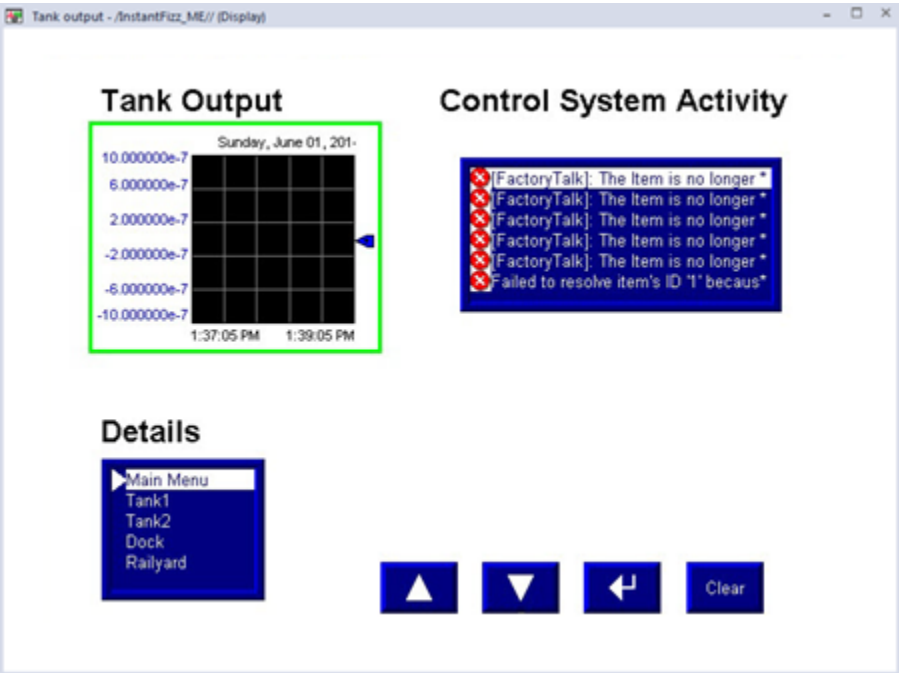 Tank output - /InstantFizz_ME// (Display)
Tank Output
Control System Activity
Sunday, June 01, 201-
10.000000e-7
6.000000e-7
2.000000e-7
-2.000000e-7
-6.000000e-7
-10.000000e-7
1:37:05 PM 1:39:05 PM
[FactoryTalk]: The Item is no longer *
[FactoryTalk]: The Item is no longer *
[FactoryTalk]: The Item is no longer *
[FactoryTalk]: The Item is no longer *
[FactoryTalk]: The Item is no longer *
Failed to resolve item's ID '1' becaus*
Details
Main Menu
Tank1
Tank2
Dock
Railyard
Clear